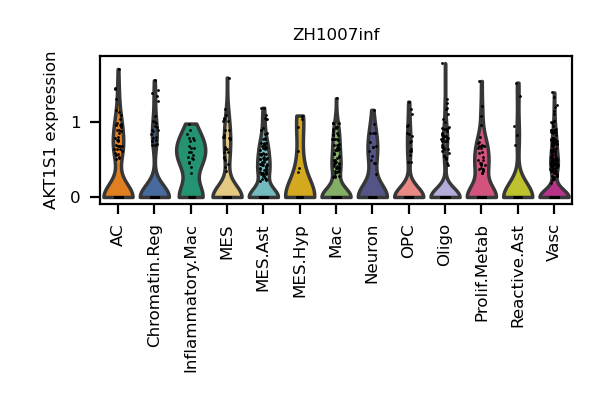 ZH1007inf
AKT1S1 expression
1
0
AC
Chromatin.Reg
Inflammatory.Mac
MES
MES.Ast
MES.Hyp
Mac
Neuron
OPC
Oligo
Prolif.Metab
Reactive.Ast
Vasc